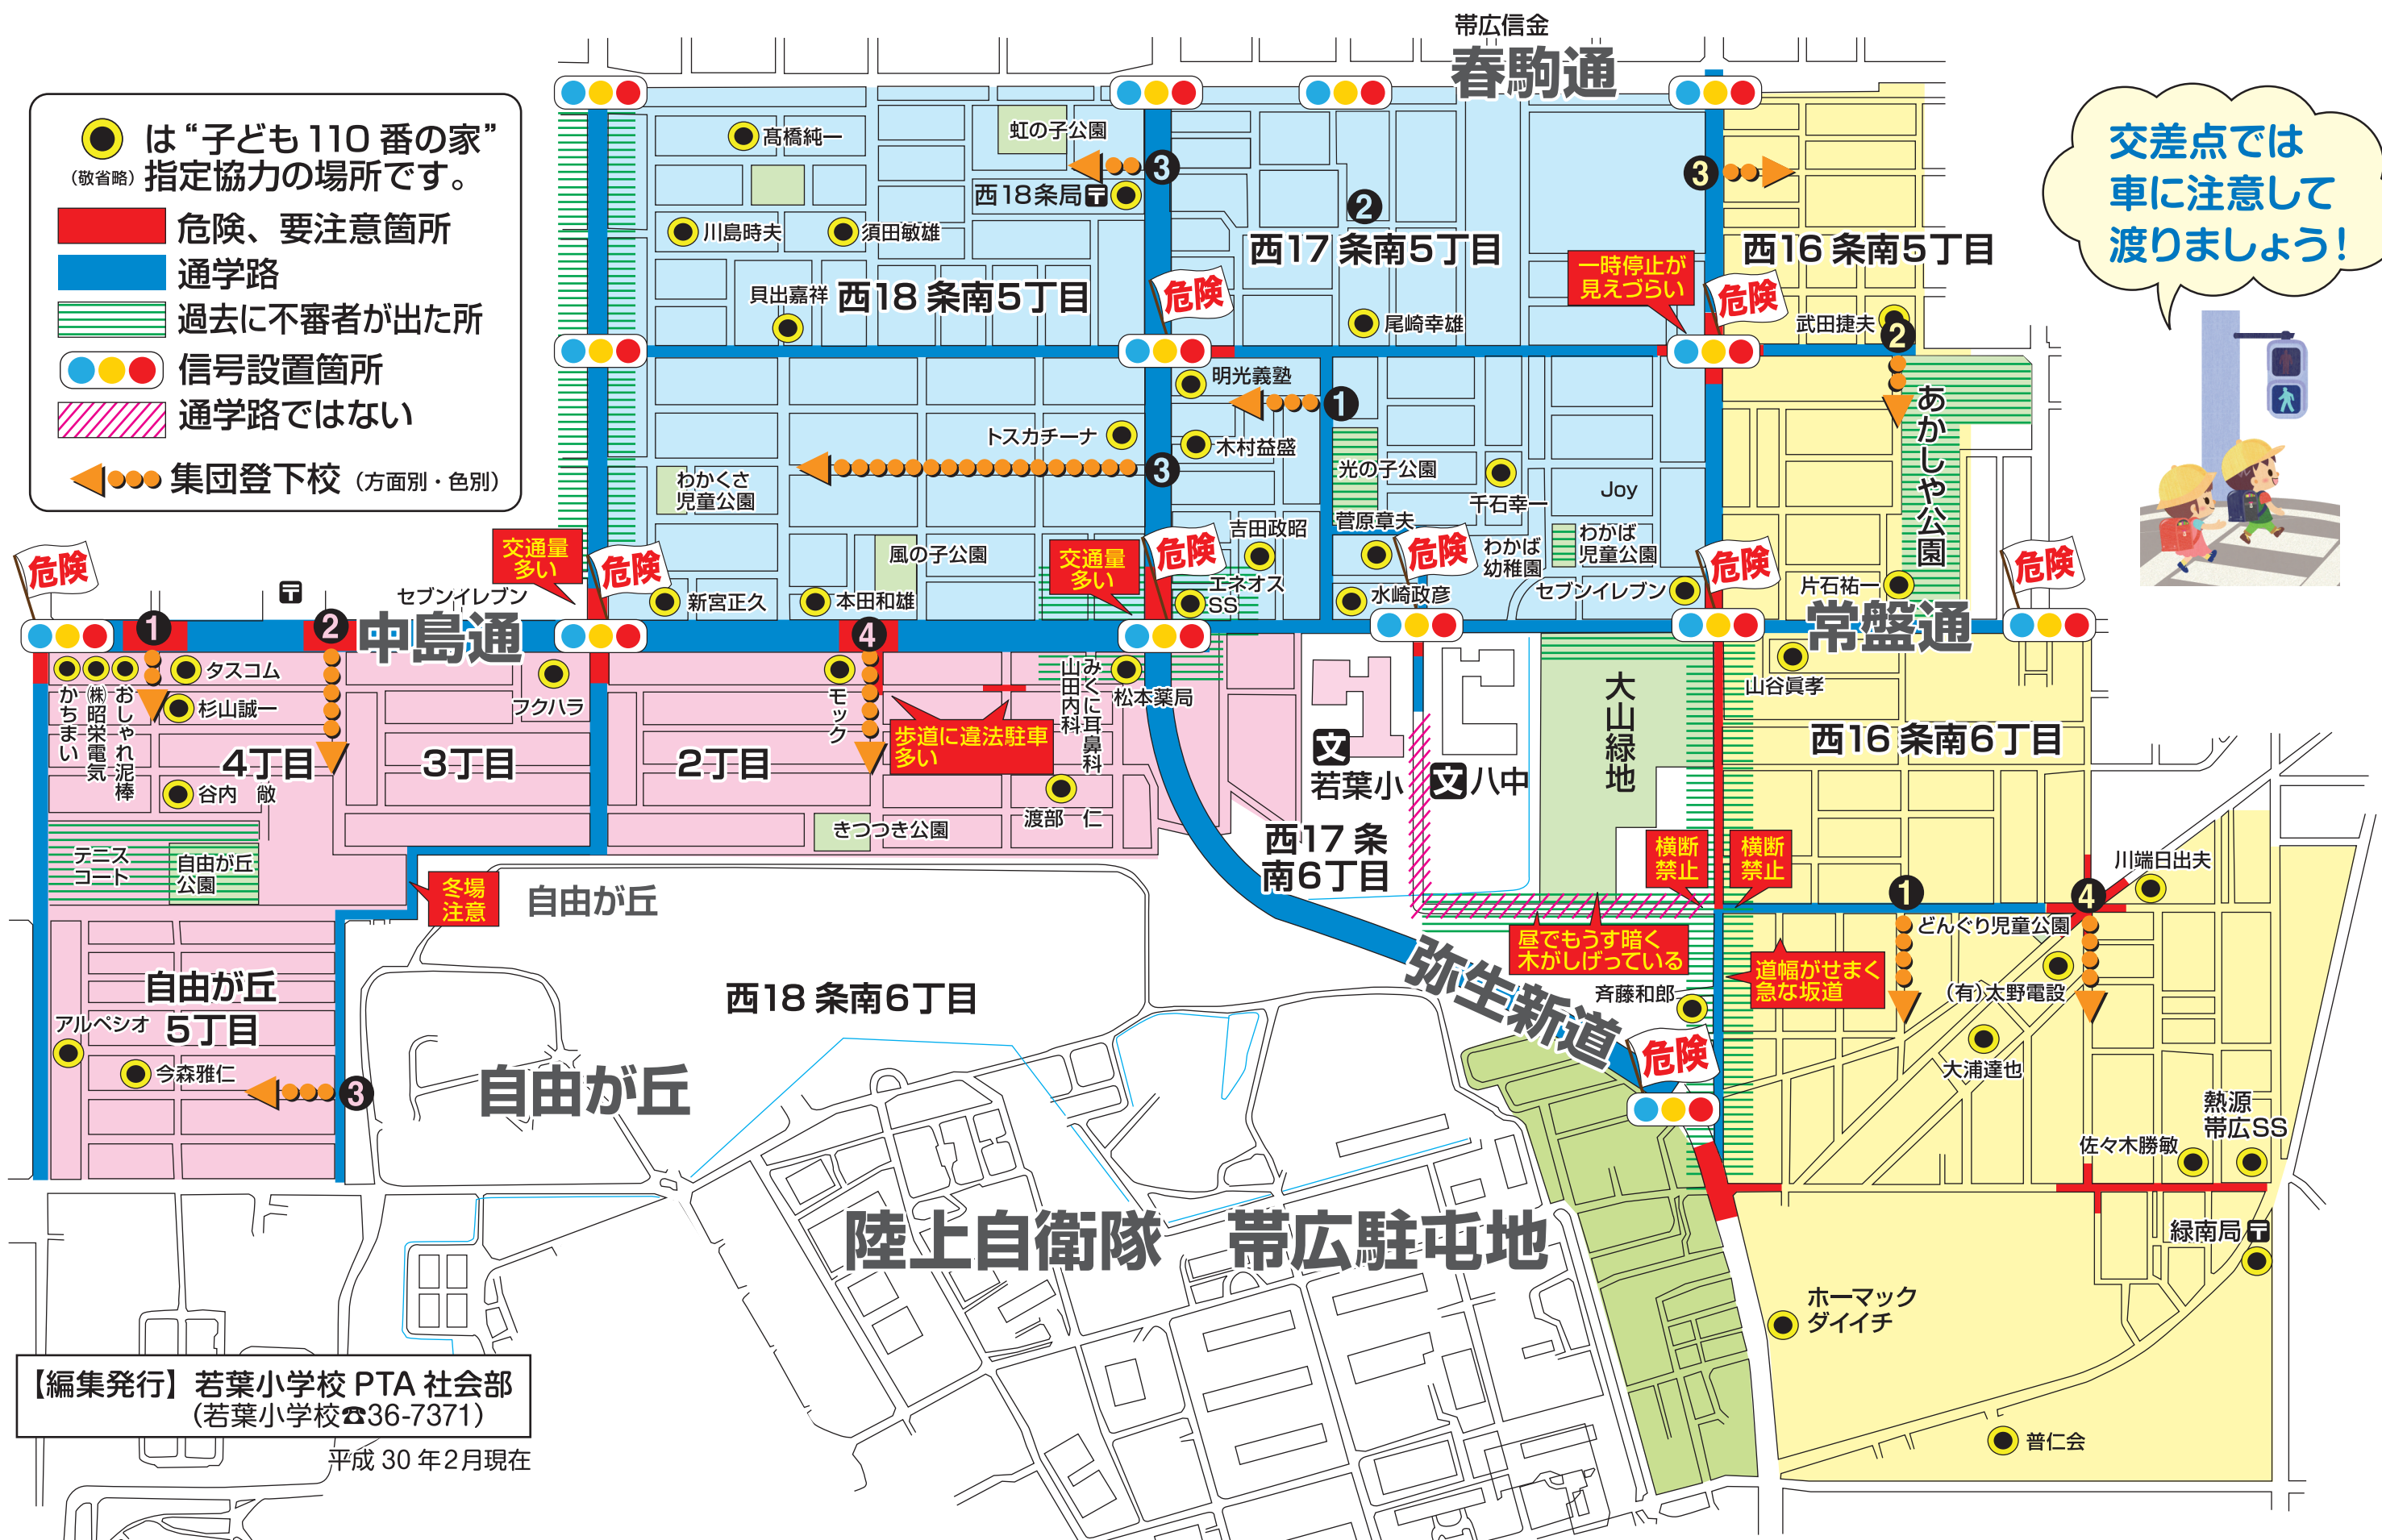 帯広信金
春駒通
は“子ども110番の家”
(敬省略) 指定協力の場所です。
危険、要注意箇所
通学路
過去に不審者が出た所
信号設置箇所
通学路ではない
集団登下校（方面別・色別）
交差点では
車に注意して
渡りましょう！
髙橋純一
虹の子公園
3
西18条局〒
川島時夫
須田敏雄
貝出嘉祥
西18条南5丁目
2
西17条南5丁目
尾崎幸雄
危険
一時停止が
見えづらい
危険
3
西16条南5丁目
武田捷夫
2
あかしや公園
明光義塾
1
トスカチーナ
3
木村益盛
わかくさ
児童公園
光の子公園
千石幸一
Joy
菅原章夫
吉田政昭
風の子公園
わかば
幼稚園
わかば
児童公園
危険
交通量
多い
危険
交通量
多い
危険
危険
危険
危険
〒
セブンイレブン
新宮正久
本田和雄
エネオス
SS
水崎政彦
セブンイレブン
片石祐一
1
2
中島通
4
常盤通
かちまい
㈱昭栄電気
おしゃれ泥棒
タスコム
杉山誠一
フクハラ
モック
山田内科
みくに耳鼻科
松本薬局
山谷眞孝
4丁目
3丁目
2丁目
歩道に違法駐車
多い
谷内　敞
渡部　仁
きつつき公園
テニス
コート
自由が丘
公園
文
若葉小
文八中
大山緑地
西16条南6丁目
西17条
南6丁目
横断
禁止
横断
禁止
川端日出夫
冬場
注意
自由が丘
1
4
どんぐり児童公園
昼でもうす暗く
木がしげっている
道幅がせまく
急な坂道
(有)太野電設
自由が丘
5丁目
アルペシオ
今森雅仁
3
西18条南6丁目
自由が丘
弥生新道
斉藤和郎
危険
大浦達也
熱源
帯広SS
佐々木勝敏
陸上自衛隊　帯広駐屯地
緑南局〒
ホーマック
ダイイチ
普仁会
【編集発行】若葉小学校PTA社会部
（若葉小学校☎36-7371）
平成30年2月現在